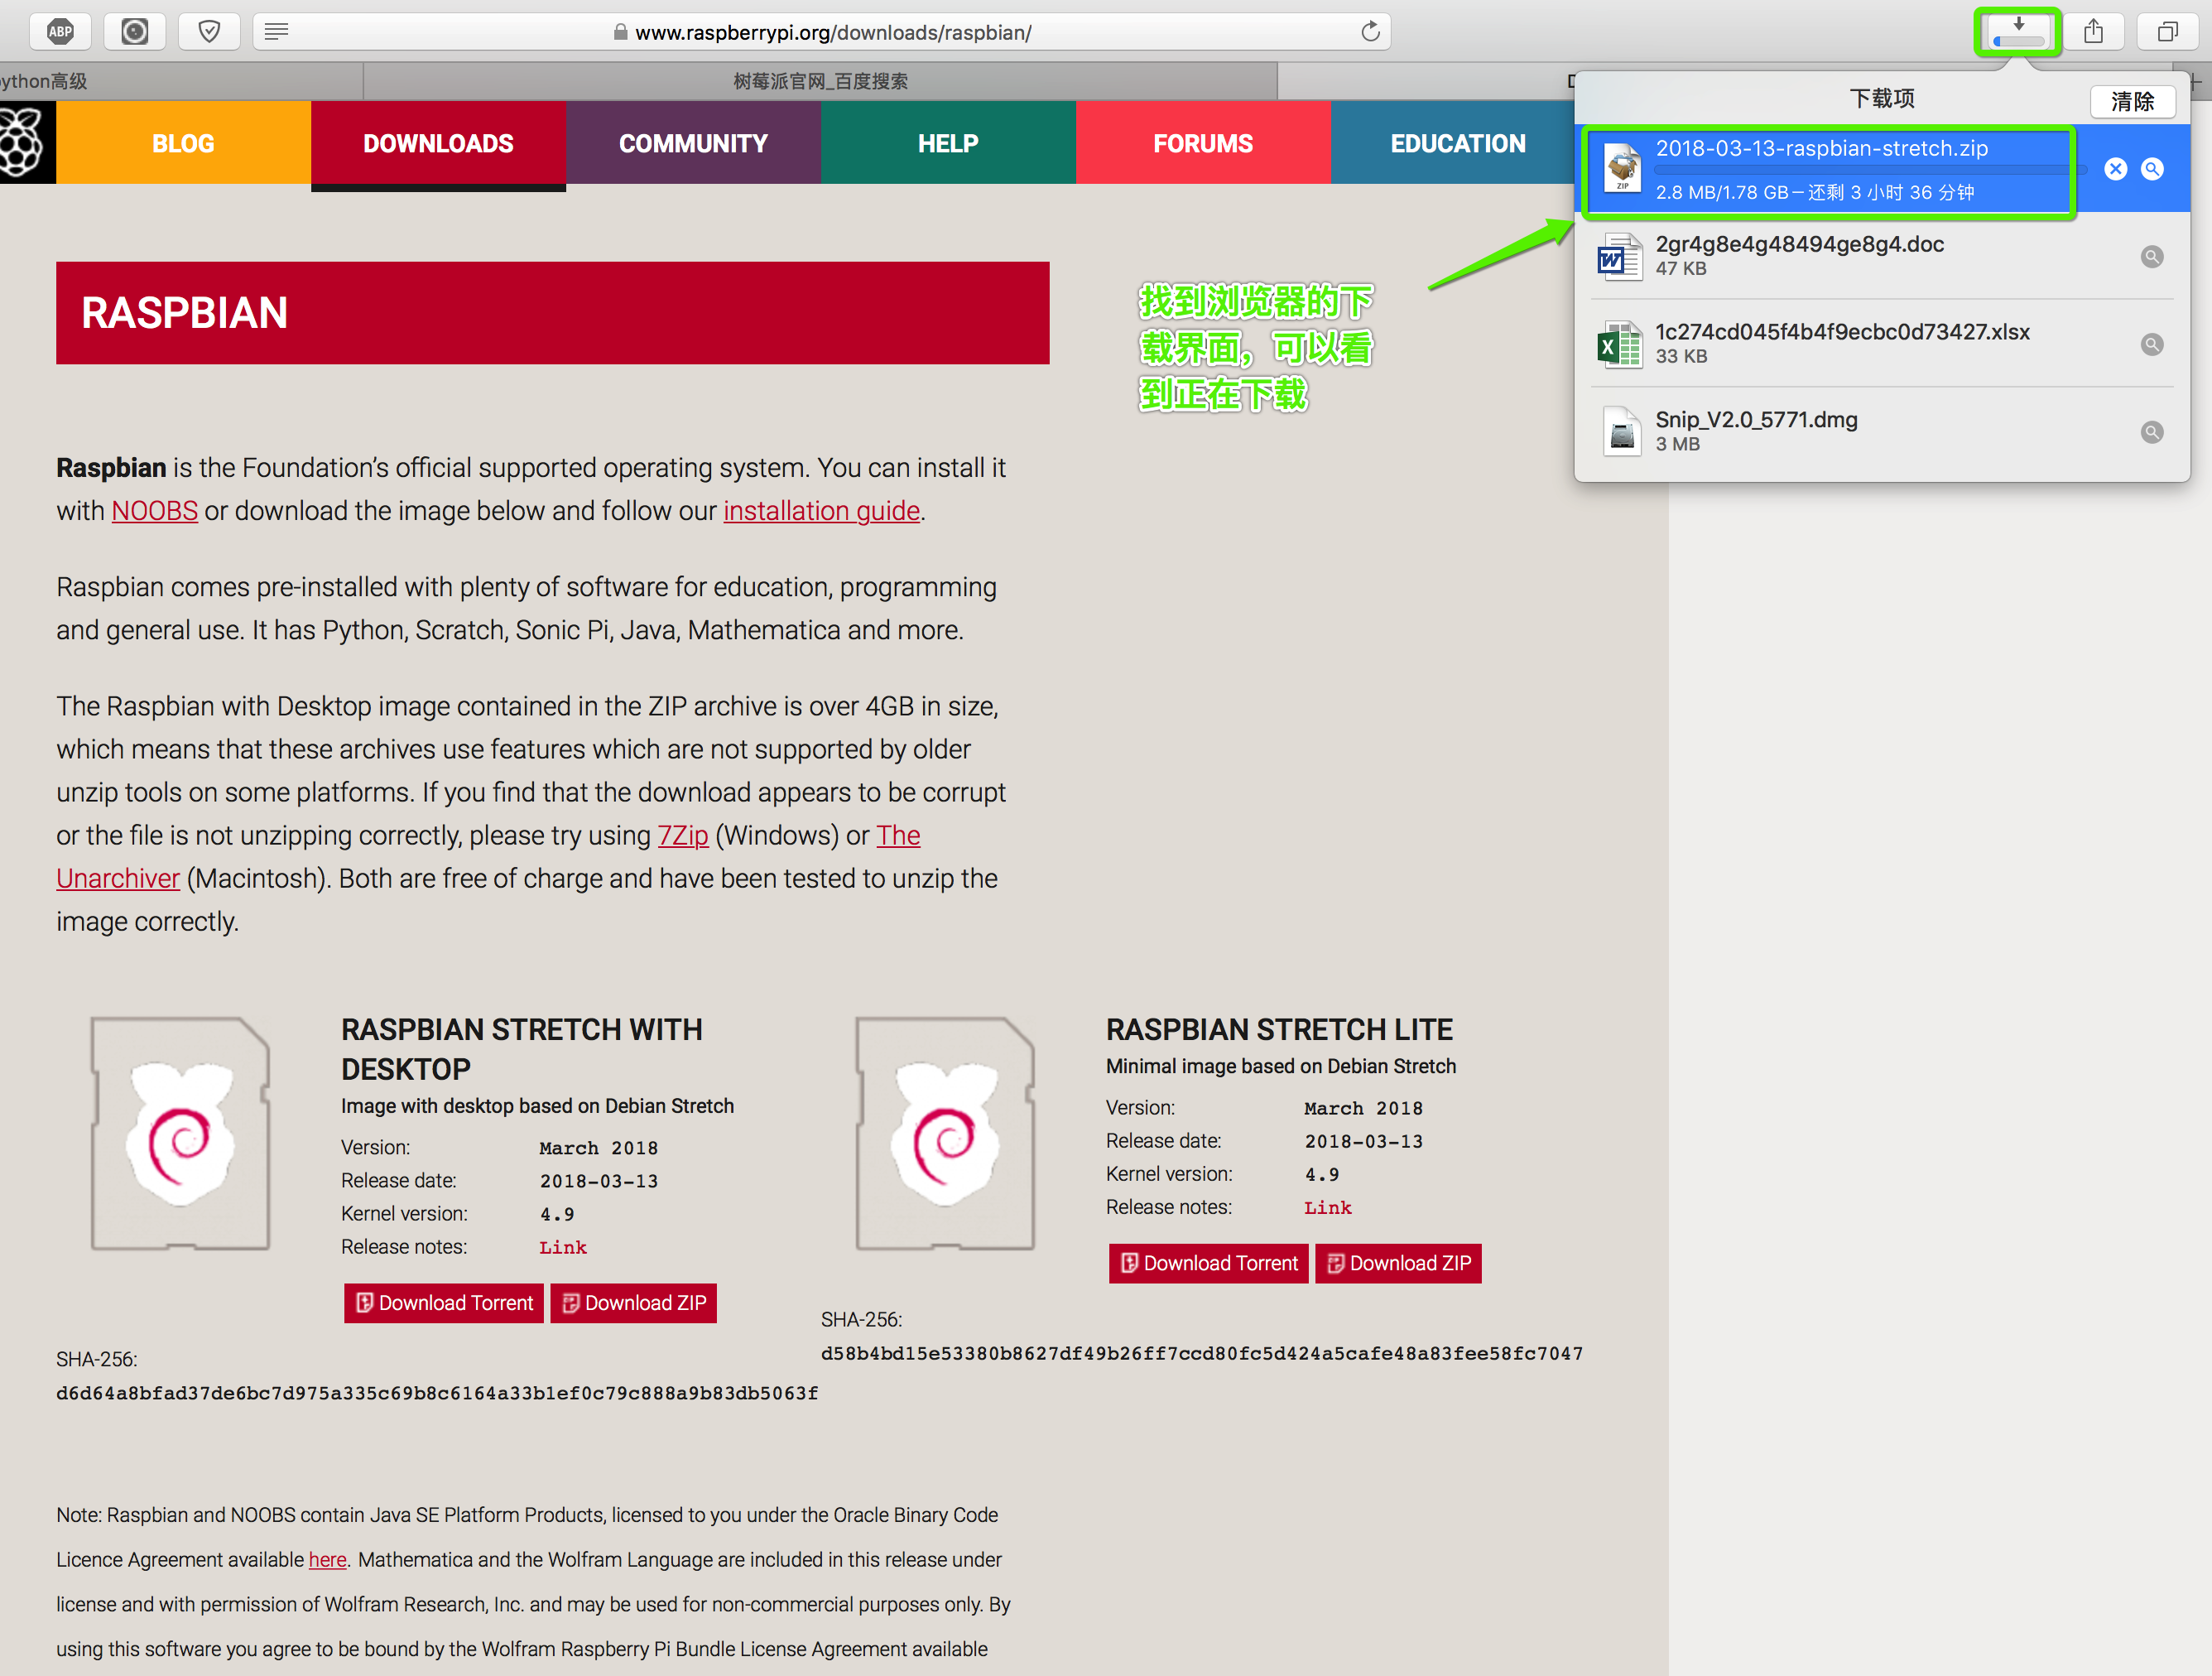 ABP
www.raspberrypi.org/downloads/raspbian/
ython高级
树莓派官网_百度搜索
BLOG
DOWNLOADS
COMMUNITY
HELP
FORUMS
EDUCATION
下载项
清除
2018-03-13-raspbian-stretch.zip
2.8 MB/1.78 GB – 还剩 3 小时 36 分钟
ZIP
2gr4g8e4g48494ge8g4.doc
47 KB
1c274cd045f4b4f9ecbc0d73427.xlsx
33 KB
Snip_V2.0_5771.dmg
3 MB
找到浏览器的下
载界面，可以看
到正在下载
RASPBIAN
Raspbian is the Foundation’s official supported operating system. You can install it
with NOOBS or download the image below and follow our installation guide.
Raspbian comes pre-installed with plenty of software for education, programming
and general use. It has Python, Scratch, Sonic Pi, Java, Mathematica and more.
The Raspbian with Desktop image contained in the ZIP archive is over 4GB in size,
which means that these archives use features which are not supported by older
unzip tools on some platforms. If you find that the download appears to be corrupt
or the file is not unzipping correctly, please try using 7Zip (Windows) or The
Unarchiver (Macintosh). Both are free of charge and have been tested to unzip the
image correctly.
RASPBIAN STRETCH WITH
DESKTOP
Image with desktop based on Debian Stretch
Version: March 2018
Release date: 2018-03-13
Kernel version: 4.9
Release notes: Link
Download Torrent Download ZIP
SHA-256:
d6d64a8bfad37de6bc7d975a335c69b8c6164a33b1ef0c79c888a9b83db5063f
RASPBIAN STRETCH LITE
Minimal image based on Debian Stretch
Version: March 2018
Release date: 2018-03-13
Kernel version: 4.9
Release notes: Link
Download Torrent Download ZIP
SHA-256:
d58b4bd15e53380b8627df49b26ff7ccd80fc5d424a5cafe48a83fee58fc7047
Note: Raspbian and NOOBS contain Java SE Platform Products, licensed to you under the Oracle Binary Code
Licence Agreement available here. Mathematica and the Wolfram Language are included in this release under
license and with permission of Wolfram Research, Inc. and may be used for non-commercial purposes only. By
using this software you agree to be bound by the Wolfram Raspberry Pi Bundle License Agreement available